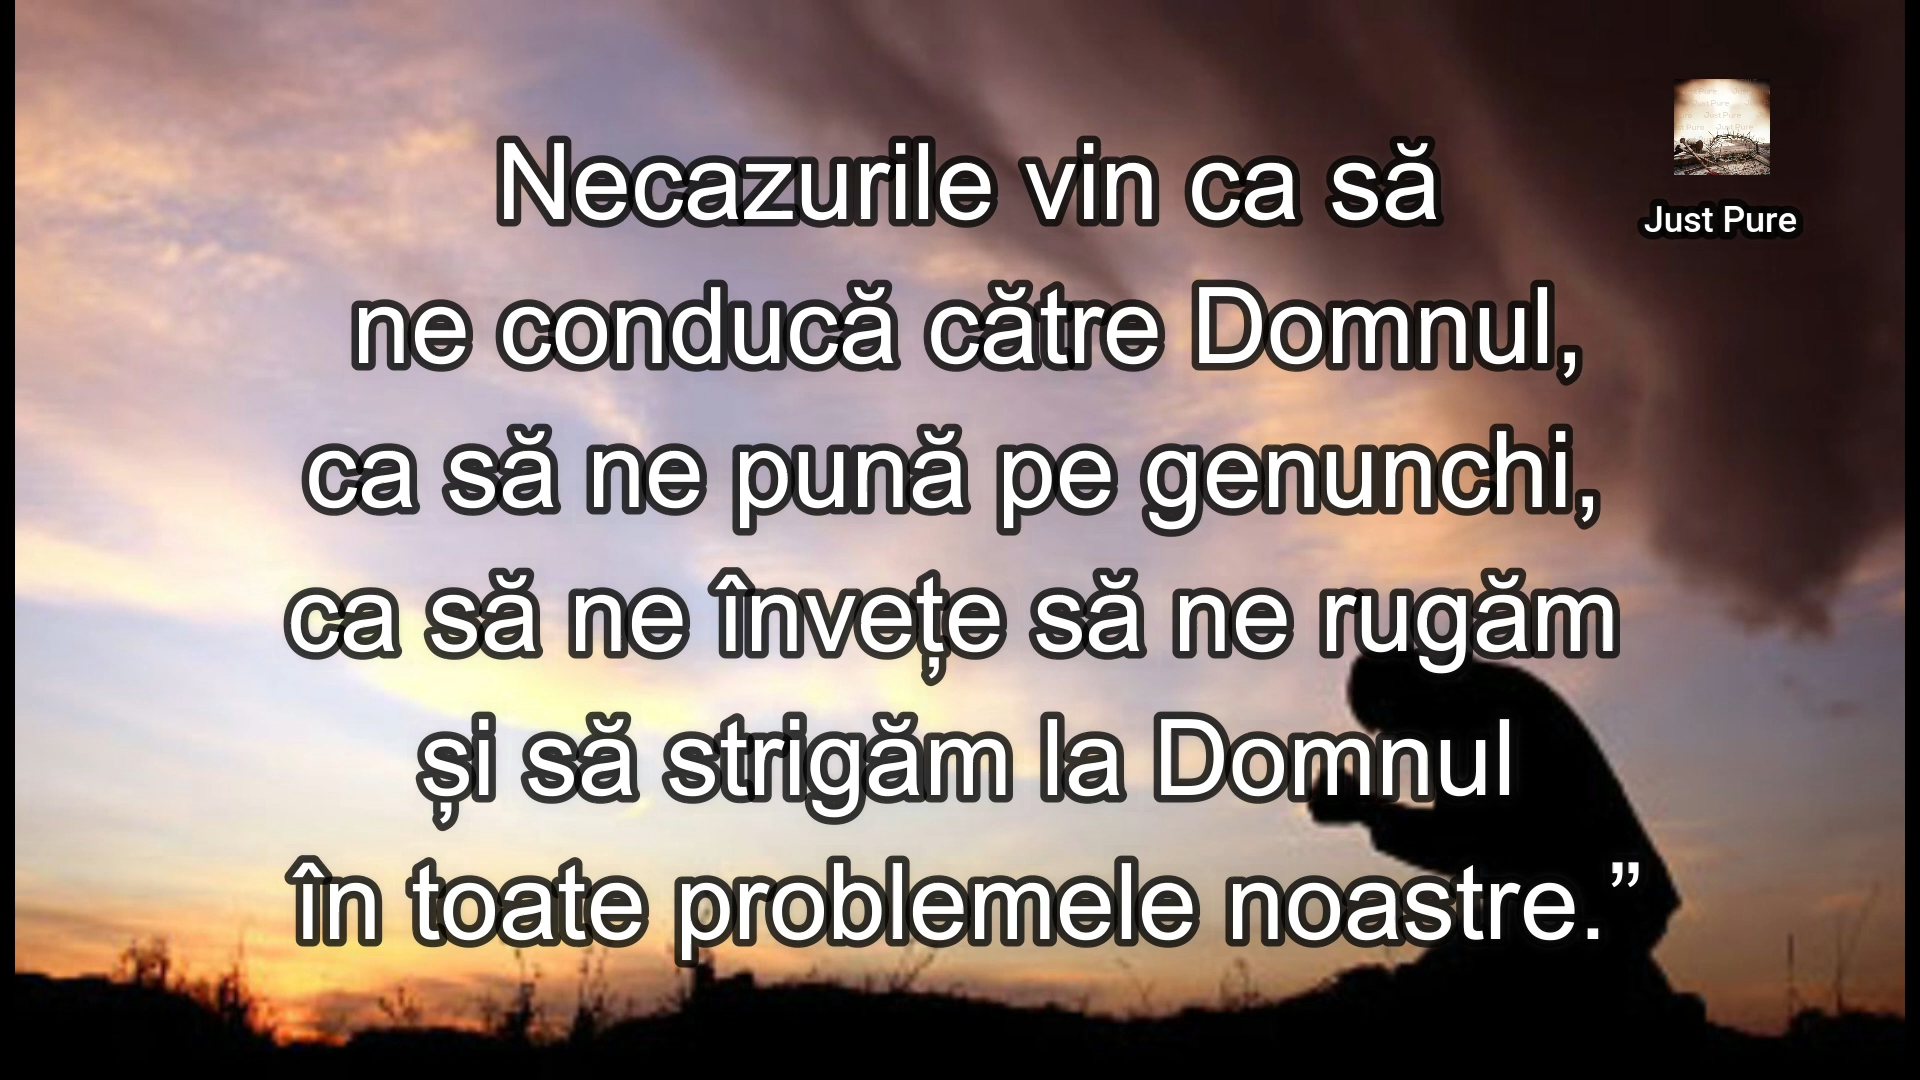 Necazurile vin ca să
ne conducă către Domnul,
ca să ne pună pe genunchi,
ca să ne învețe să ne rugăm
și să strigăm la Domnul
în toate problemele noastre.”
Just Pure